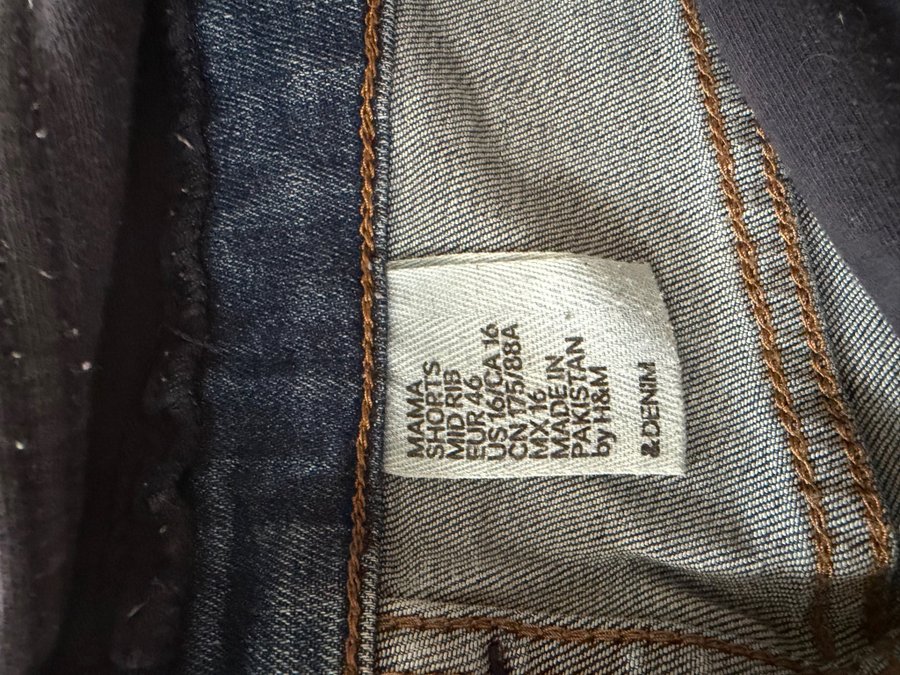 MAMA
SHORTS
MID RIB
EUR 46
US 16/CA 16
CN 175/88A
MX 16
MADE IN
PAKISTAN
by H&M
& DENIM